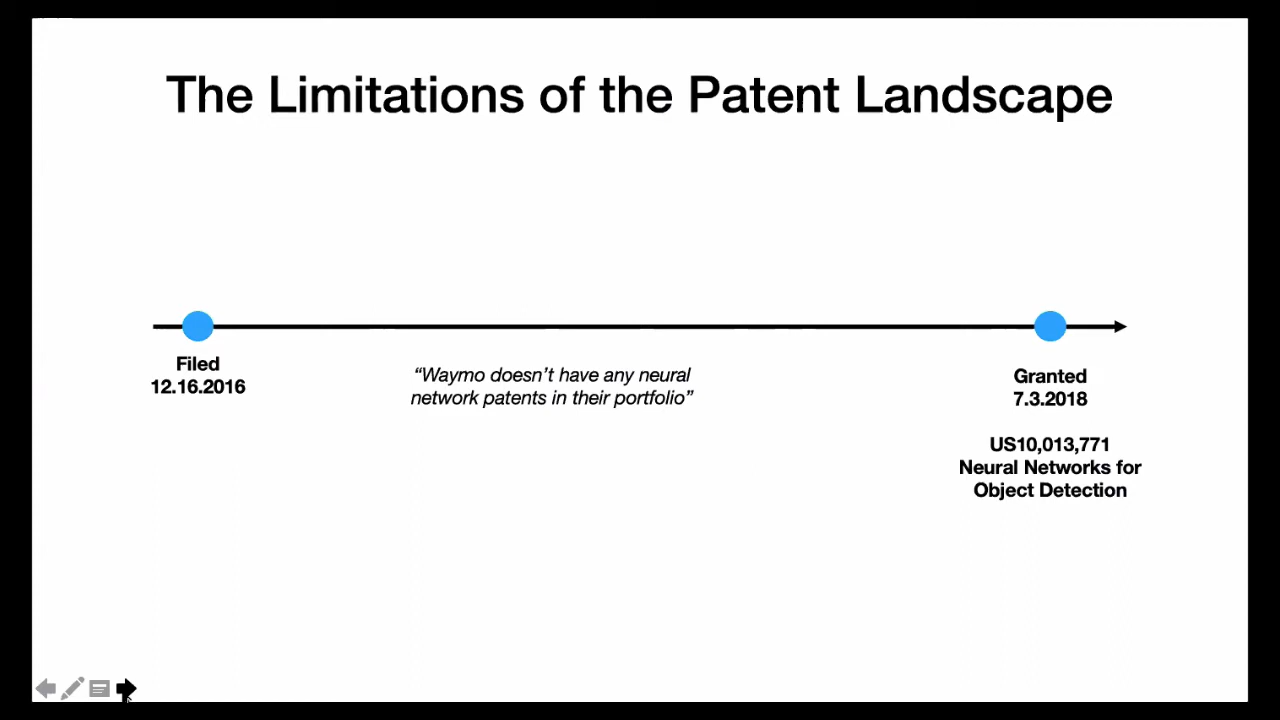 The Limitations of the Patent Landscape
Filed
12.16.2016
“Waymo doesn’t have any neural
network patents in their portfolio”
Granted
7.3.2018
US10,013,771
Neural Networks for
Object Detection